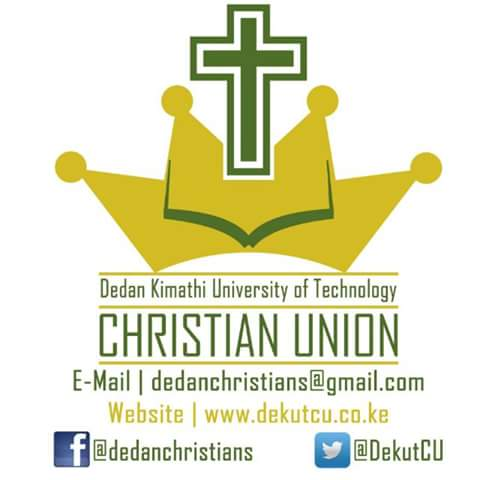 Dedan Kimathi University of Technology
CHRISTIAN UNION
E-Mail | dedanchristians@gmail.com
Website | www.dekutcu.co.ke
f @dedanchristians @DekutCU